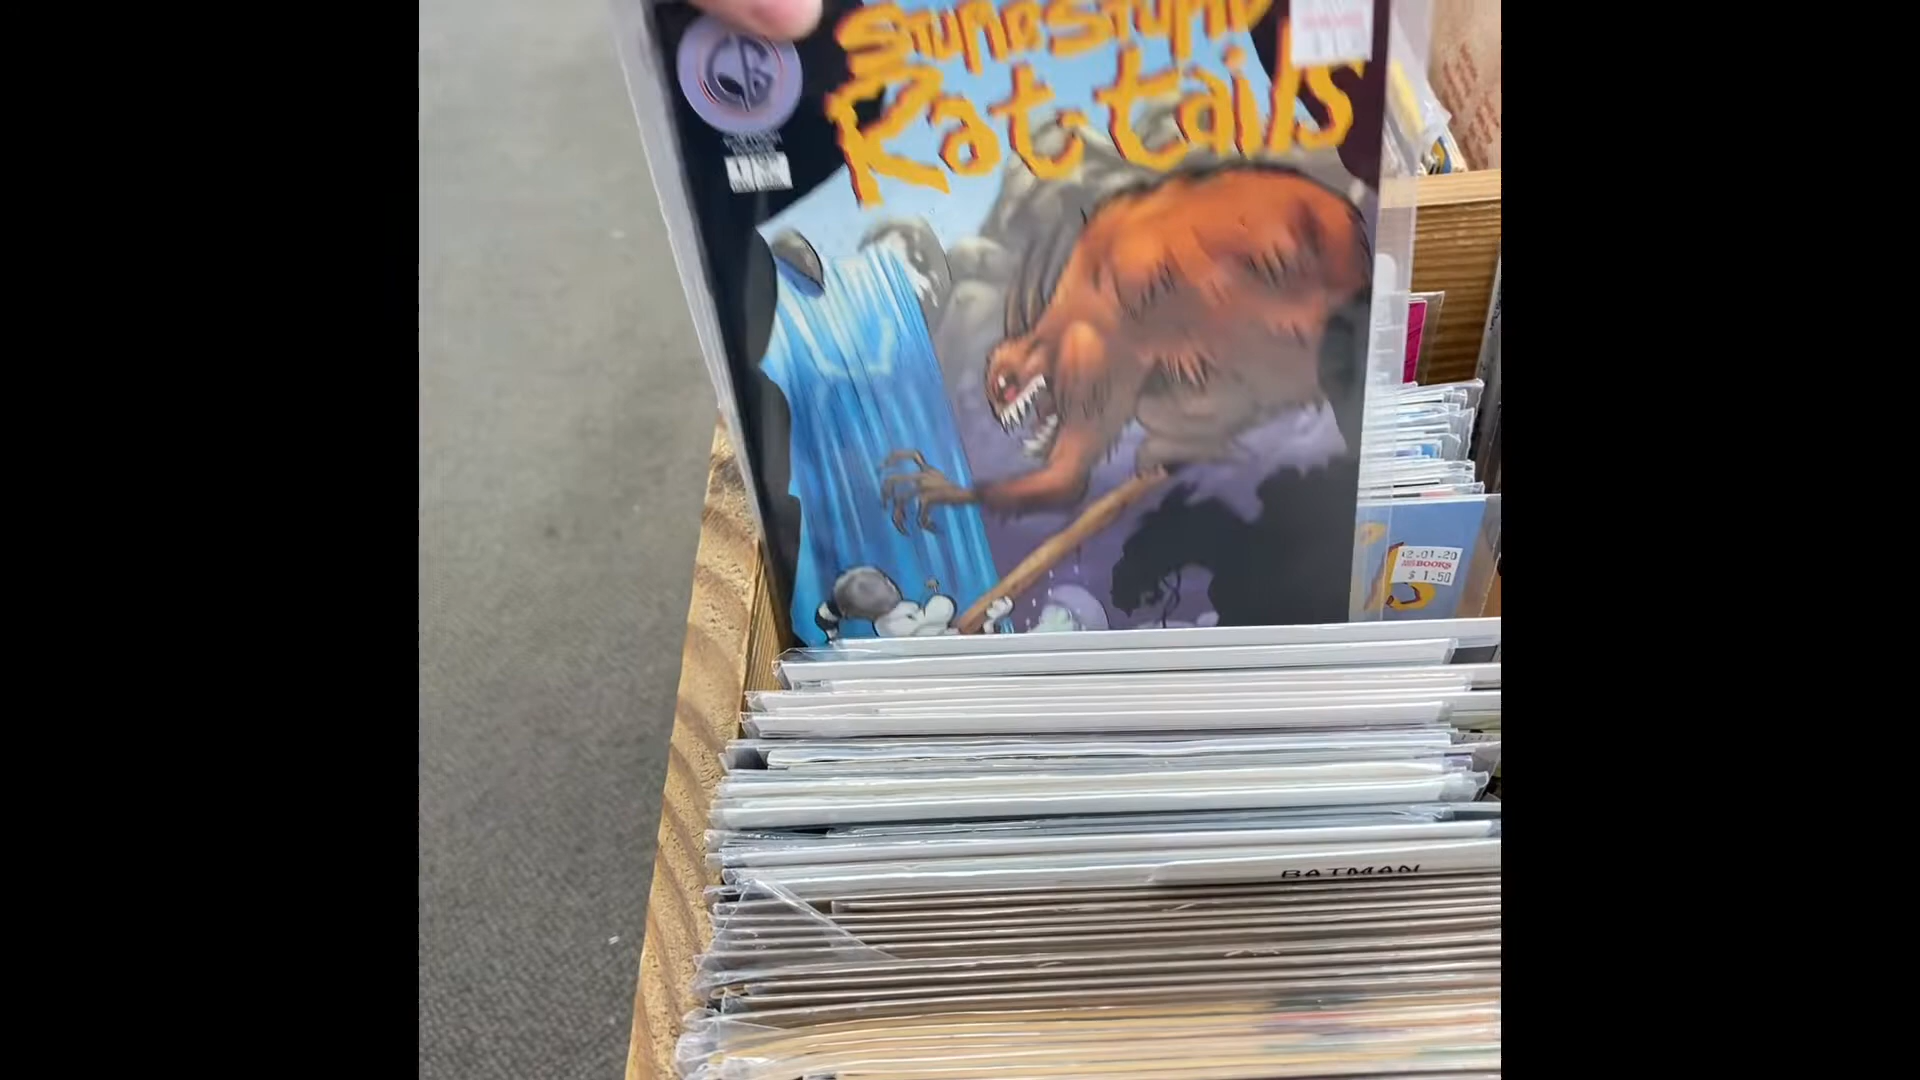 Stupid Stupid
Rat-tails
12.01.20
BOOKS
$ 1.50
BATMAN